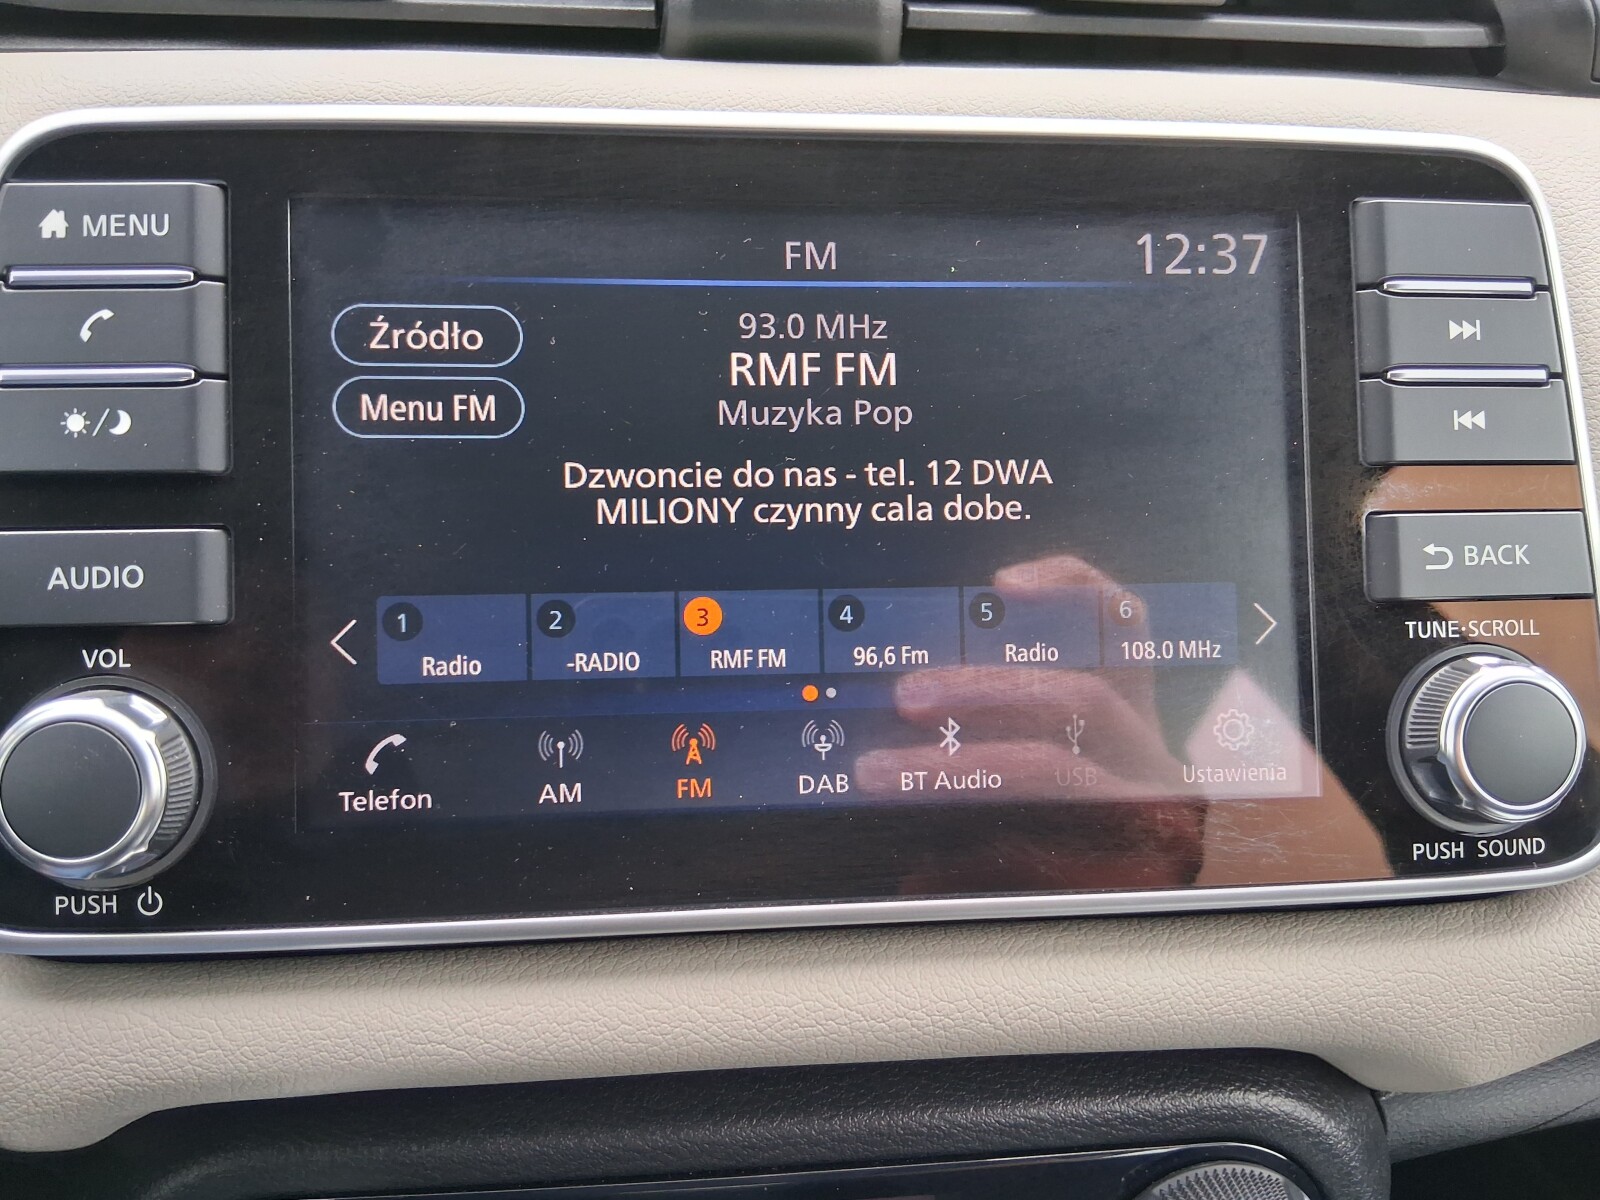 MENU
AUDIO
VOL
PUSH
FM
12:37
Źródło
Menu FM
93.0 MHz
RMF FM
Muzyka Pop
Dzwoncie do nas - tel. 12 DWA
MILIONY czynny cala dobe.
1 Radio
2 -RADIO
3 RMF FM
4 96,6 Fm
5 Radio
6 108.0 MHz
Telefon
AM
FM
DAB
BT Audio
USB
Ustawienia
BACK
TUNE·SCROLL
PUSH SOUND